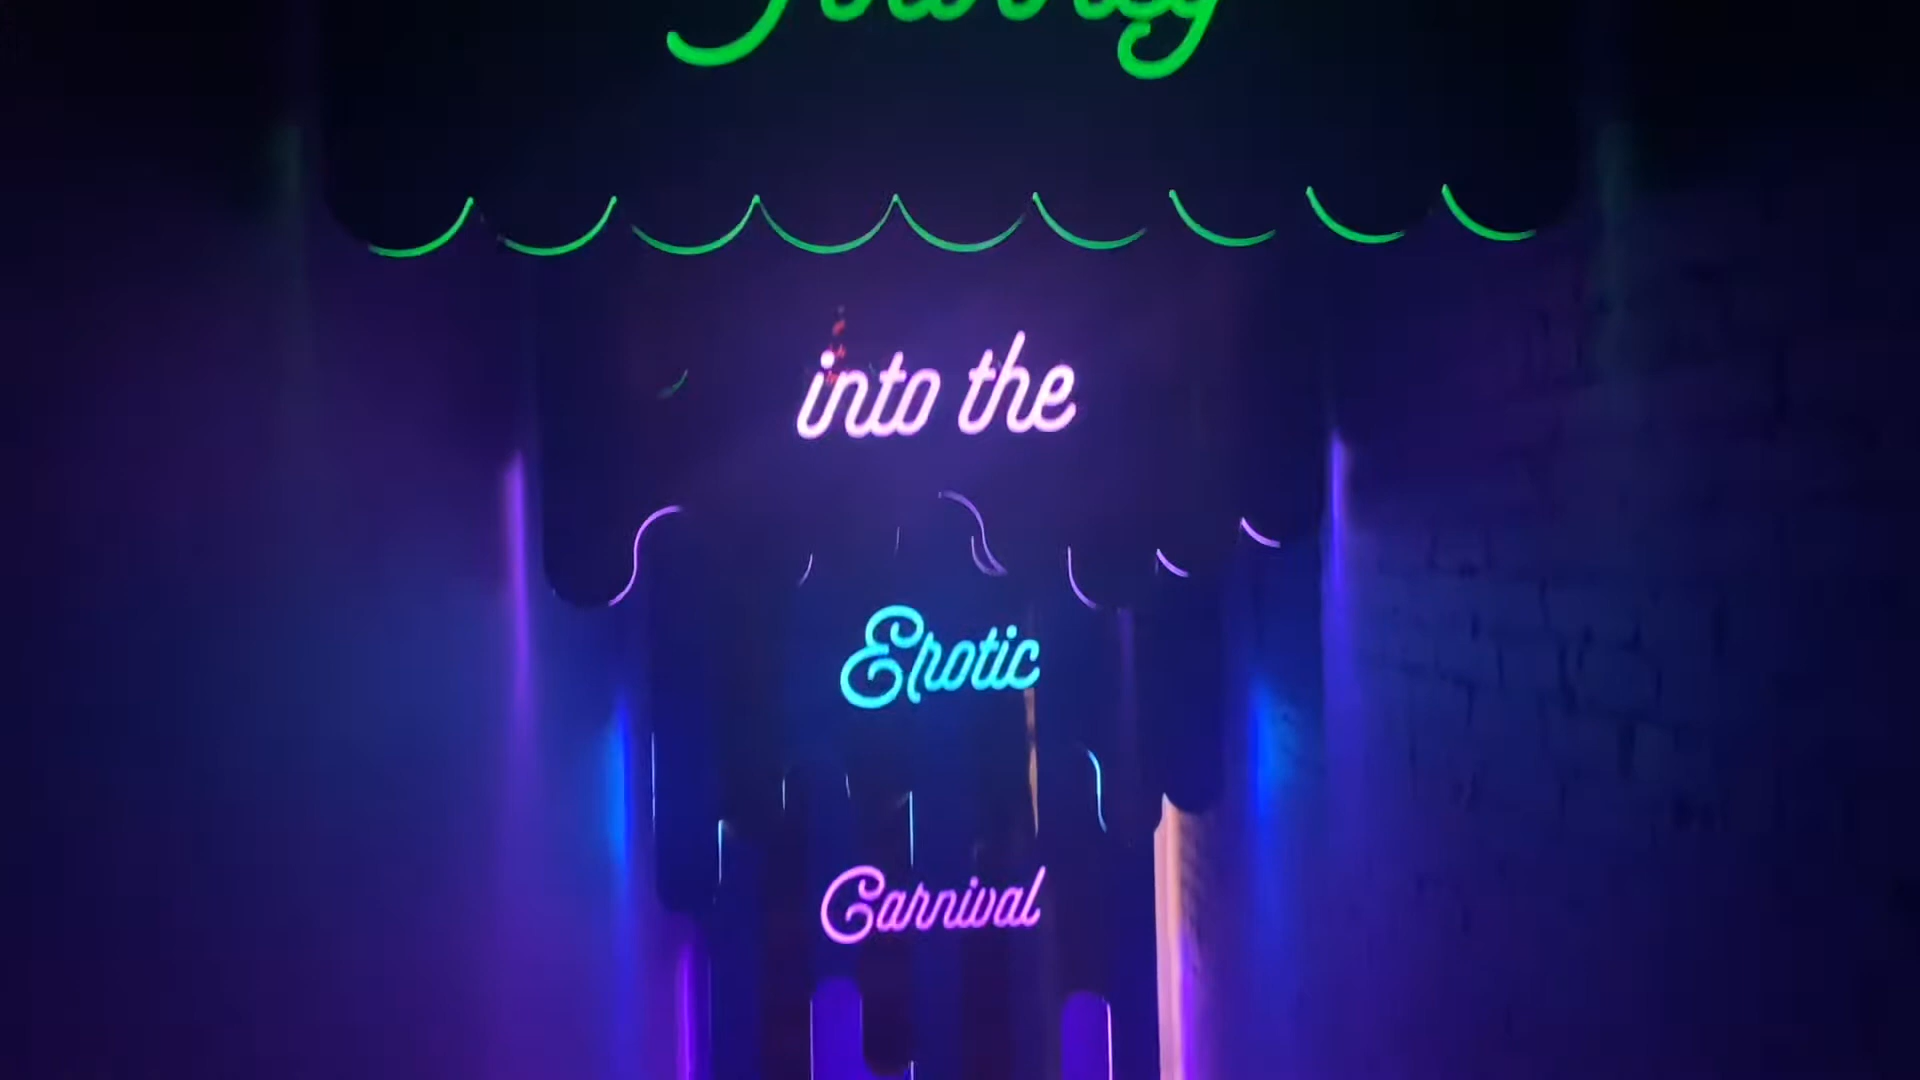 into the
Erotic
Carnival